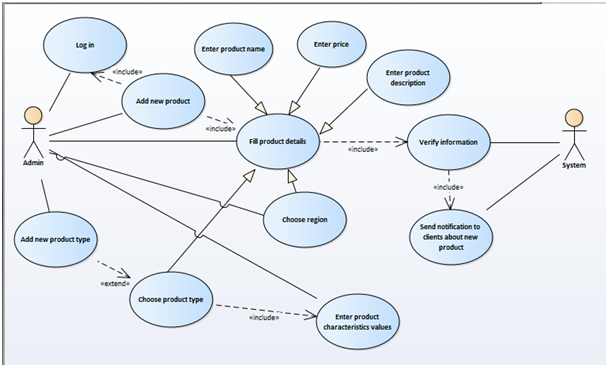 Log in
Enter product name
Enter price
Enter product
description
«include»
Add new product
«include»
Fill product details
«include»
Verify information
Admin
System
«include»
Choose region
Add new product type
Send notification to
clients about new
product
«extend»
Choose product type
«include»
Enter product
characteristics values